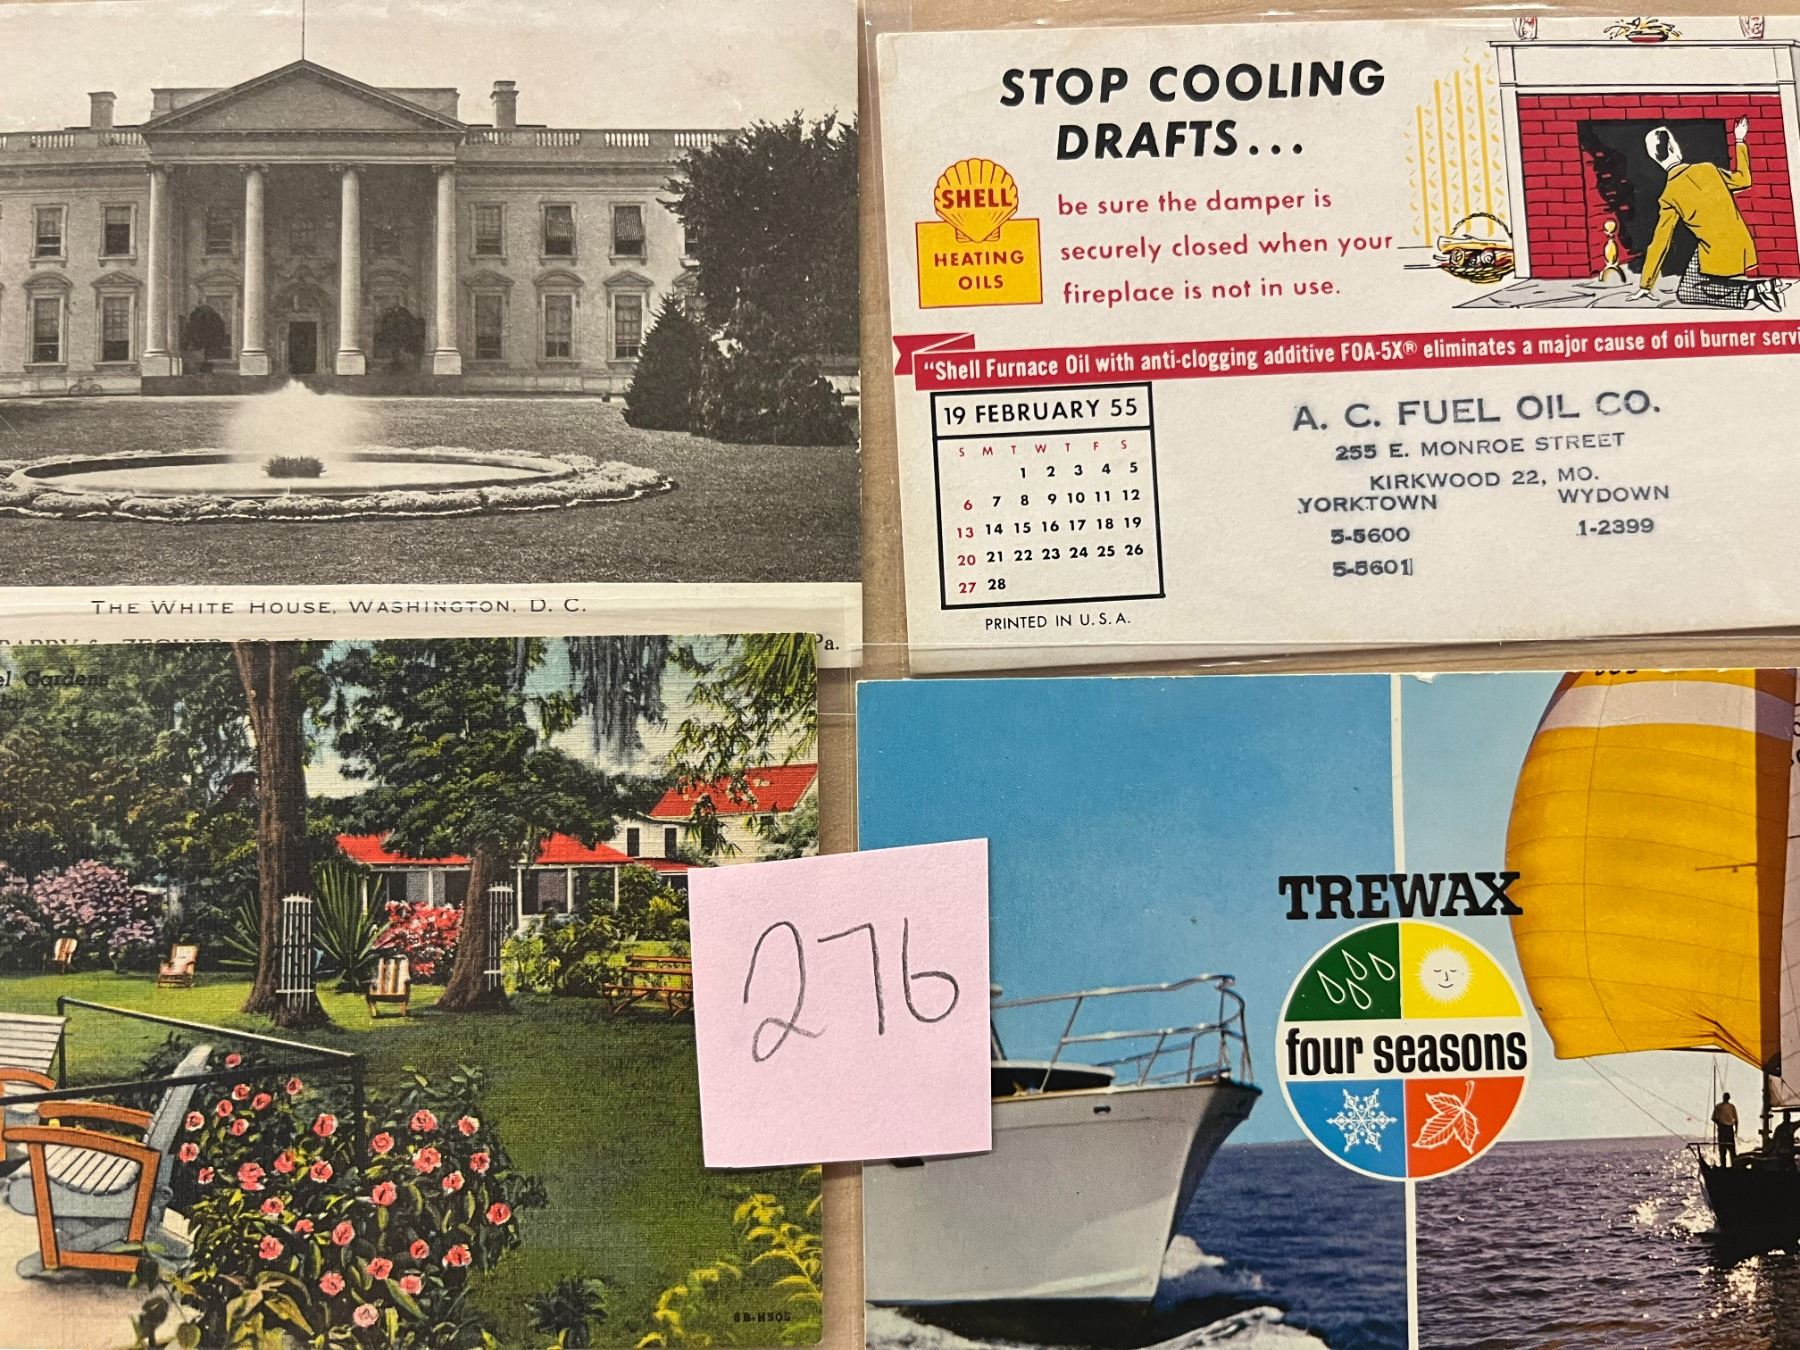 THE WHITE HOUSE, WASHINGTON, D. C.
Pa.
STOP COOLING
DRAFTS...
SHELL
HEATING
OILS
be sure the damper is
securely closed when your
fireplace is not in use.
"Shell Furnace Oil with anti-clogging additive FOA-5X® eliminates a major cause of oil burner servi
19 FEBRUARY 55
S M T W T F S
1 2 3 4 5
6 7 8 9 10 11 12
13 14 15 16 17 18 19
20 21 22 23 24 25 26
27 28
PRINTED IN U.S.A.
A. C. FUEL OIL CO.
255 E. MONROE STREET
KIRKWOOD 22, MO.
YORKTOWN WYDOWN
5-5600 1-2399
5-5601
el Gardens
8B-H505
276
TREWAX
four seasons